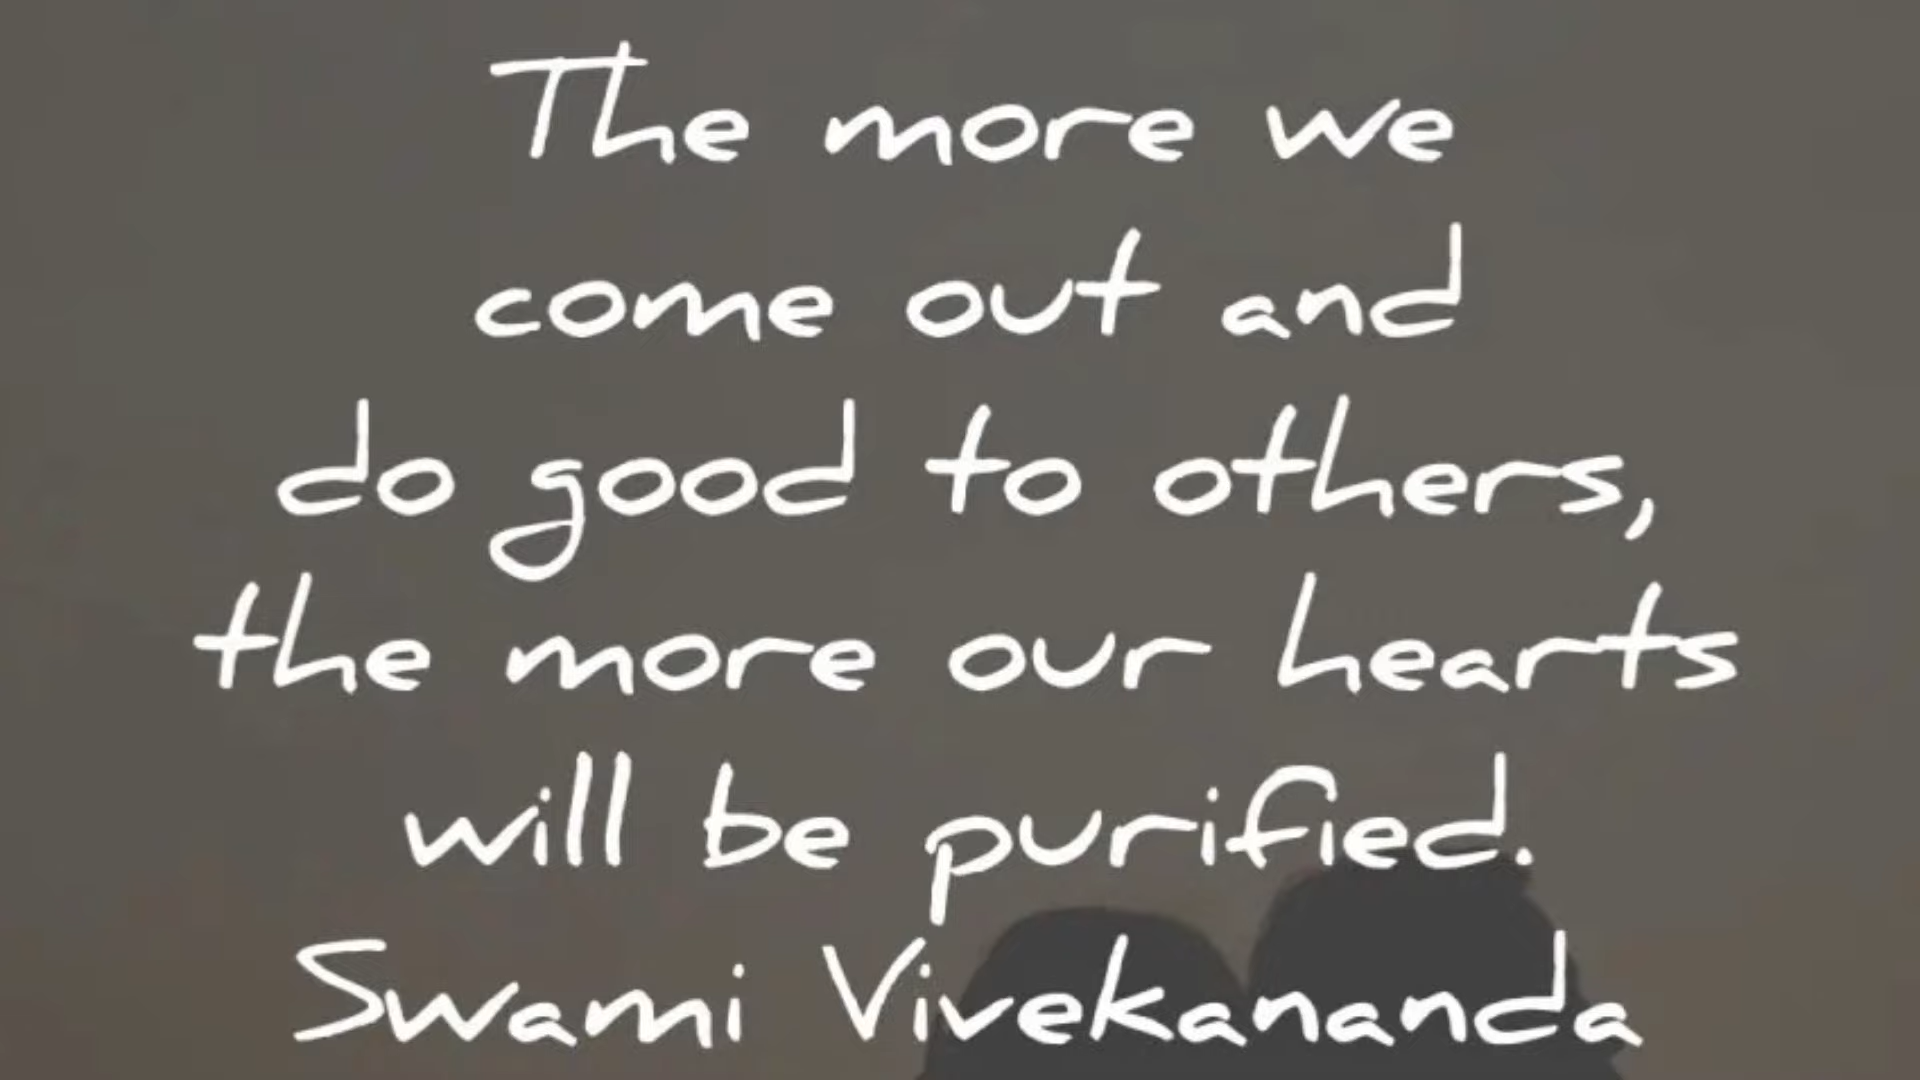 The more we
come out and
do good to others,
the more our hearts
will be purified.
Swami Vivekananda